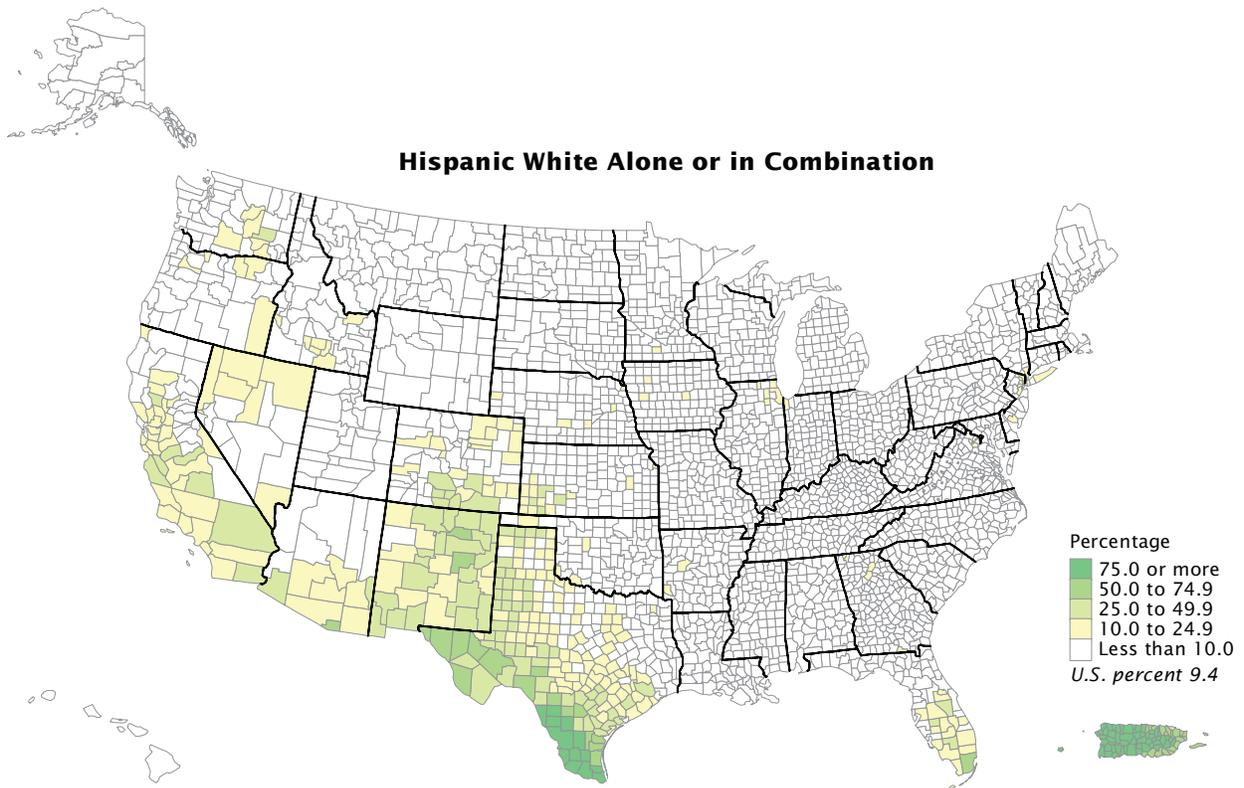 Hispanic White Alone or in Combination
Percentage
75.0 or more
50.0 to 74.9
25.0 to 49.9
10.0 to 24.9
Less than 10.0
U.S. percent 9.4